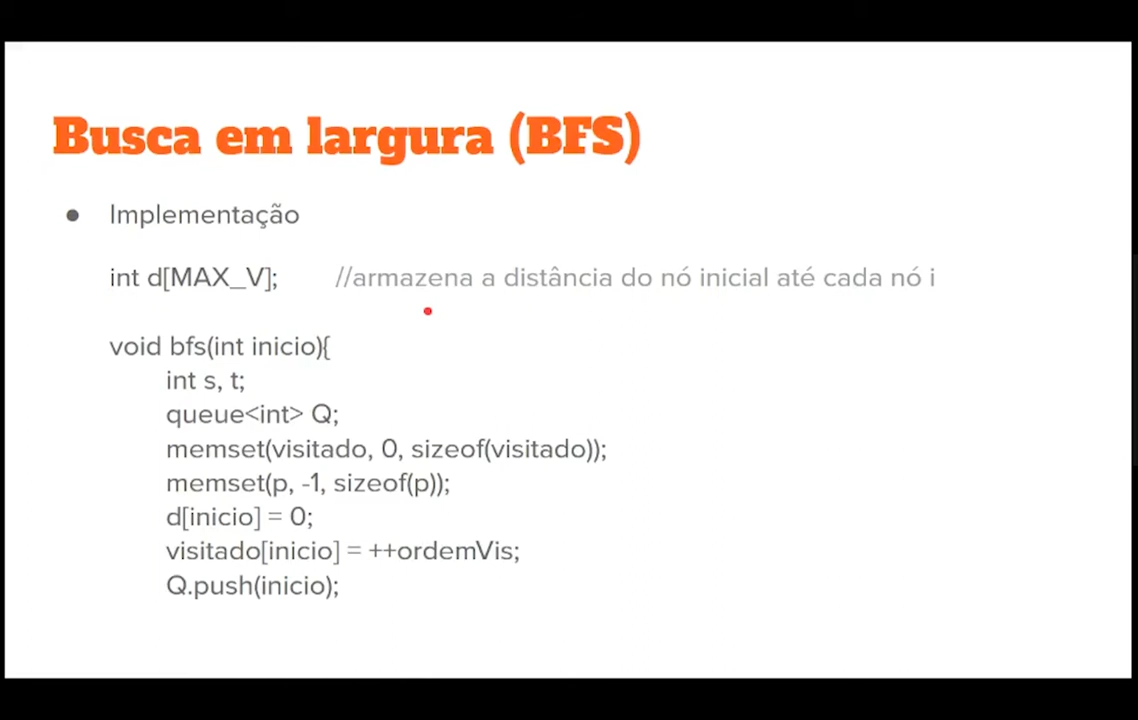 Busca em largura (BFS)
● Implementação
int d[MAX_V]; //armazena a distância do nó inicial até cada nó i
void bfs(int inicio){
int s, t;
queue<int> Q;
memset(visitado, 0, sizeof(visitado));
memset(p, -1, sizeof(p));
d[inicio] = 0;
visitado[inicio] = ++ordemVis;
Q.push(inicio);